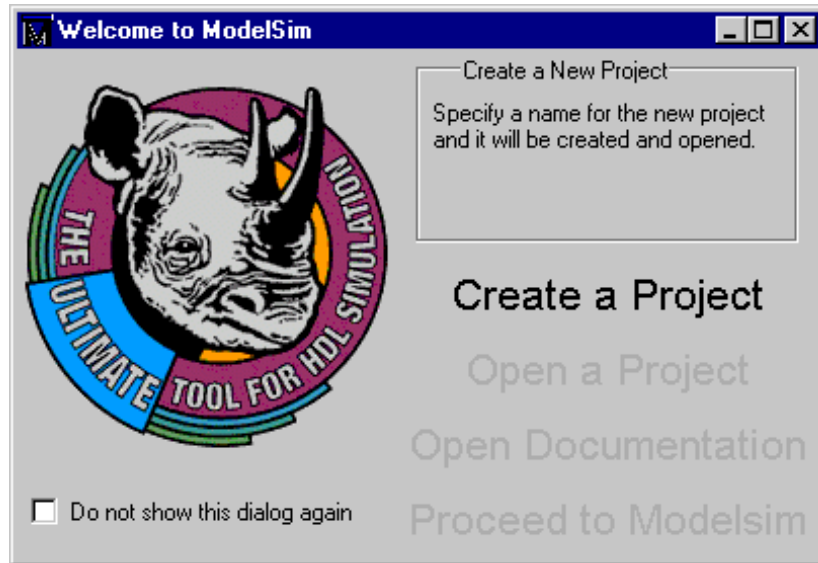 Welcome to ModelSim
THE ULTIMATE TOOL FOR HDL SIMULATION
Create a New Project
Specify a name for the new project
and it will be created and opened.
Create a Project
Open a Project
Open Documentation
Proceed to Modelsim
Do not show this dialog again